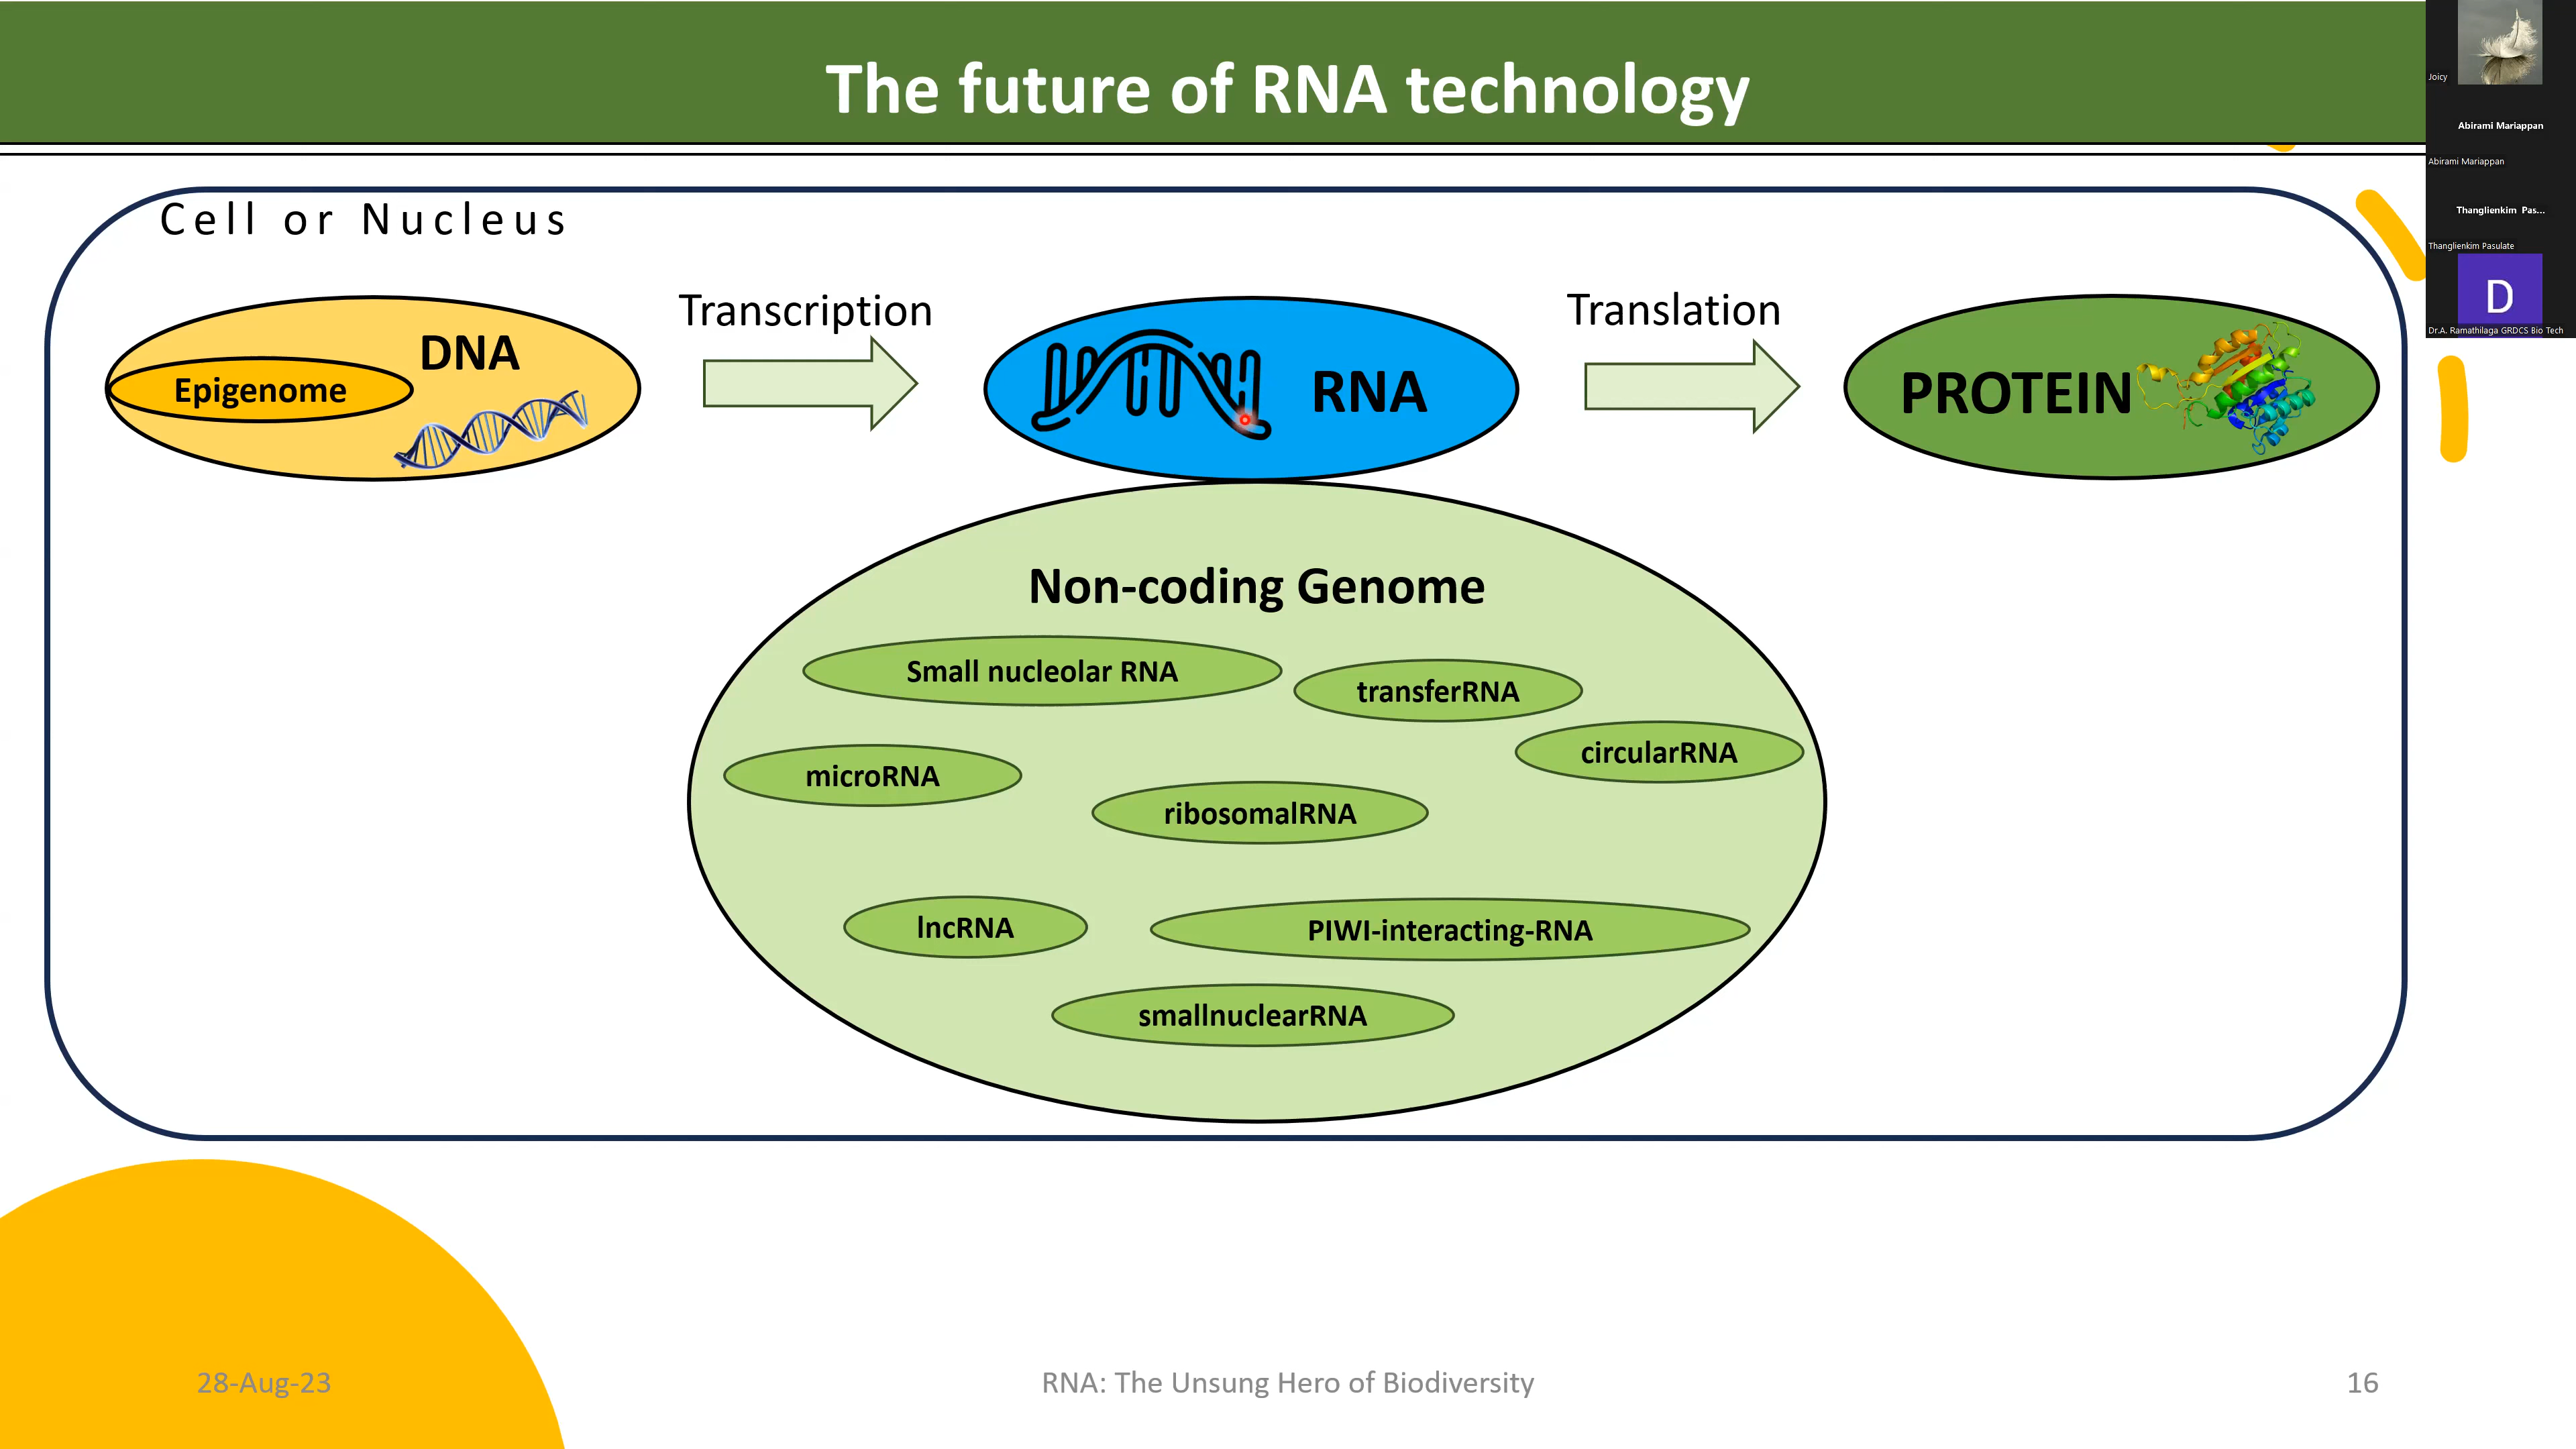 The future of RNA technology
Joicy
Abirami Mariappan
Abirami Mariappan
Thanglienkim Pas...
Thanglienkim Pasulate
D
Dr.A. Ramathilaga GRDCS Bio Tech
Cell or Nucleus
Transcription
Translation
DNA
Epigenome
RNA
PROTEIN
Non-coding Genome
Small nucleolar RNA
transferRNA
circularRNA
microRNA
ribosomalRNA
lncRNA
PIWI-interacting-RNA
smallnuclearRNA
28-Aug-23
RNA: The Unsung Hero of Biodiversity
16